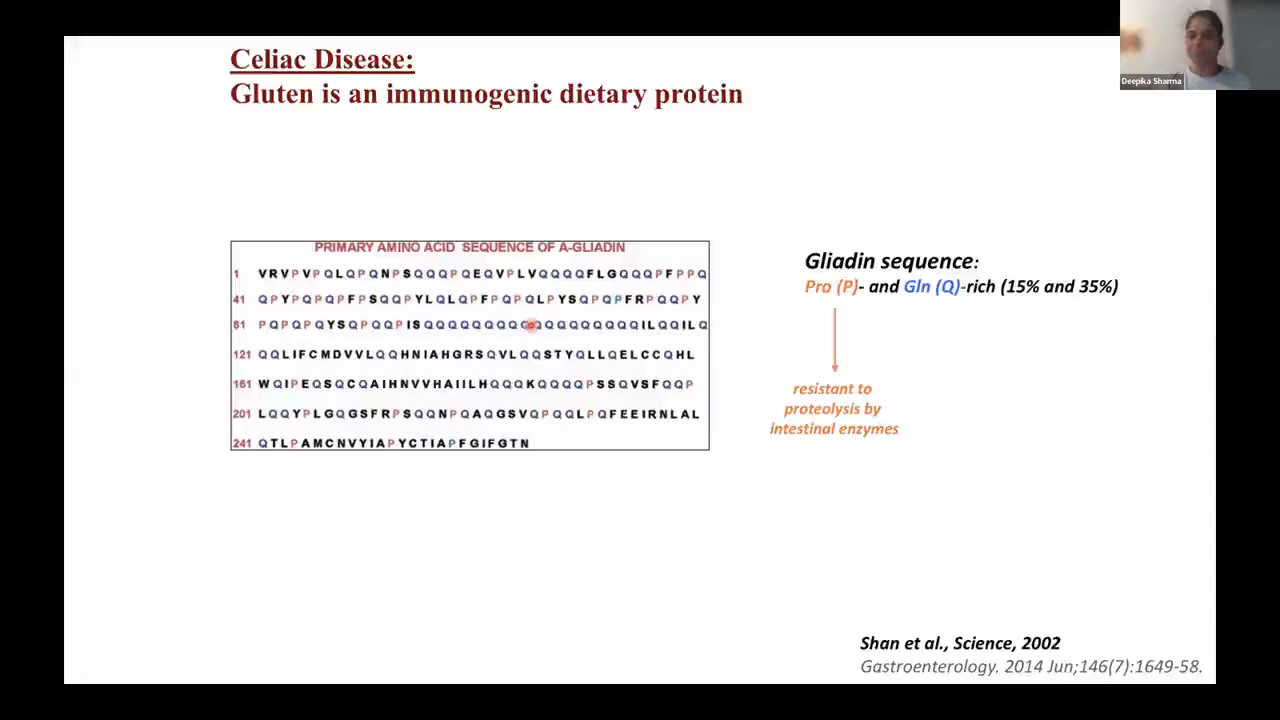 Celiac Disease:
Gluten is an immunogenic dietary protein
Deepika Sharma
PRIMARY AMINO ACID SEQUENCE OF A-GLIADIN
1 VRVPVPQLQPQNPSQQQPQEQVPLVQQQQFLGQQQPFPPQ
41 QPYPQPQPFPSQQPYLQLQPFPQPQLPYSQPQPFRPQQPY
81 PQPQPQYSQPQQPISQQQQQQQQQQQQQQQQQQILQQILQ
121 QQLIFCMDVVLQQHNIAHGRSQVLQQSTYQLLQELCCQHL
161 WQIPEQSQCQAIHNVVHAIILHQQQKQQQQPSSQVSFQQP
201 LQQYPLGQGSFRPSQQNPQAQGSVQPQQLPQFEEIRNLAL
241 QTLPAMCNVYIAPYCTIAPFGIFGTN
Gliadin sequence:
Pro (P)- and Gln (Q)-rich (15% and 35%)
resistant to
proteolysis by
intestinal enzymes
Shan et al., Science, 2002
Gastroenterology. 2014 Jun;146(7):1649-58.